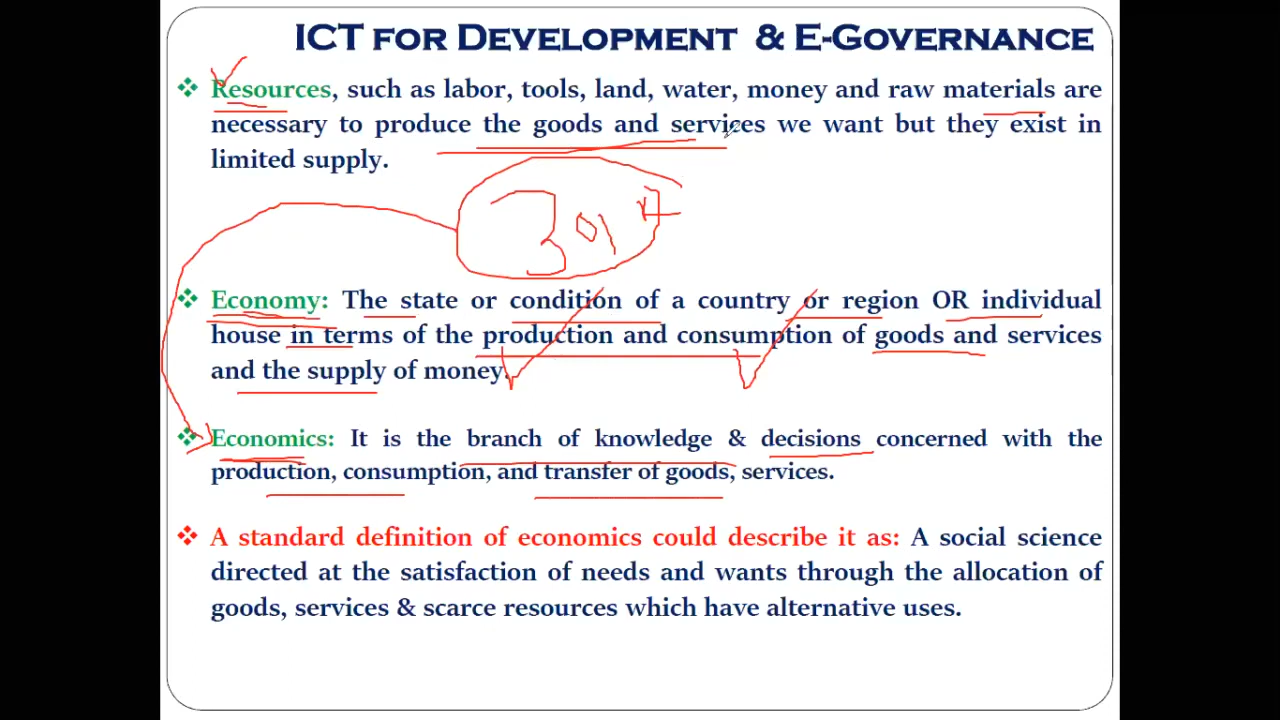 ICT FOR DEVELOPMENT & E-GOVERNANCE
Resources, such as labor, tools, land, water, money and raw materials are
necessary to produce the goods and services we want but they exist in
limited supply.
Economy: The state or condition of a country or region OR individual
house in terms of the production and consumption of goods and services
and the supply of money.
Economics: It is the branch of knowledge & decisions concerned with the
production, consumption, and transfer of goods, services.
A standard definition of economics could describe it as: A social science
directed at the satisfaction of needs and wants through the allocation of
goods, services & scarce resources which have alternative uses.